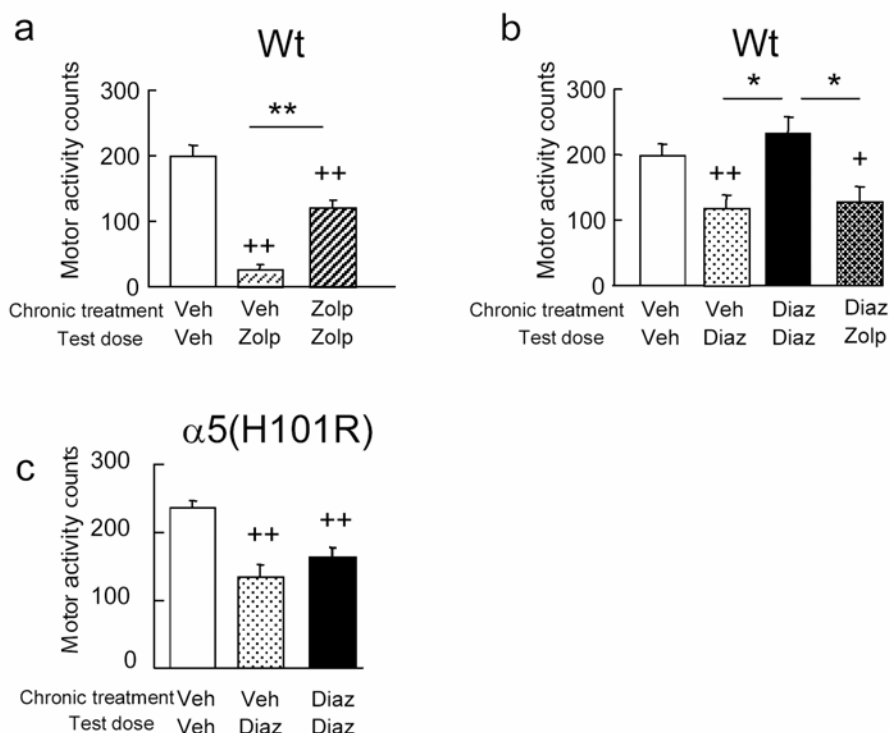 a
Wt
Motor activity counts
300
200
100
0
**
++
++
Chronic treatment Veh Veh Zolp
Test dose Veh Zolp Zolp
b
Wt
Motor activity counts
300
200
100
0
* *
++
+
Chronic treatment Veh Veh Diaz Diaz
Test dose Veh Diaz Diaz Zolp
c
α5(H101R)
Motor activity counts
300
200
100
0
++ ++
Chronic treatment Veh Veh Diaz
Test dose Veh Diaz Diaz